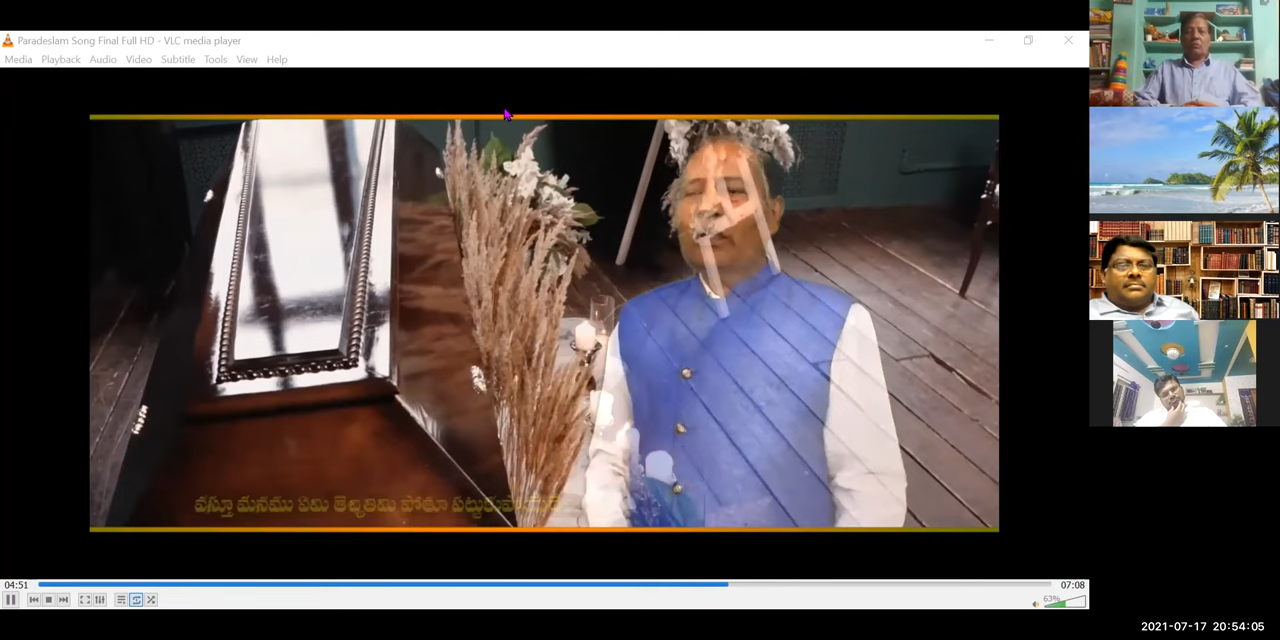 Paradeslam Song Final Full HD - VLC media player
Media Playback Audio Video Subtitle Tools View Help
వస్తూ మనము ఏమి తెచ్చితిమి పోతూ
04:51
07:08
63%
2021-07-17 20:54:05